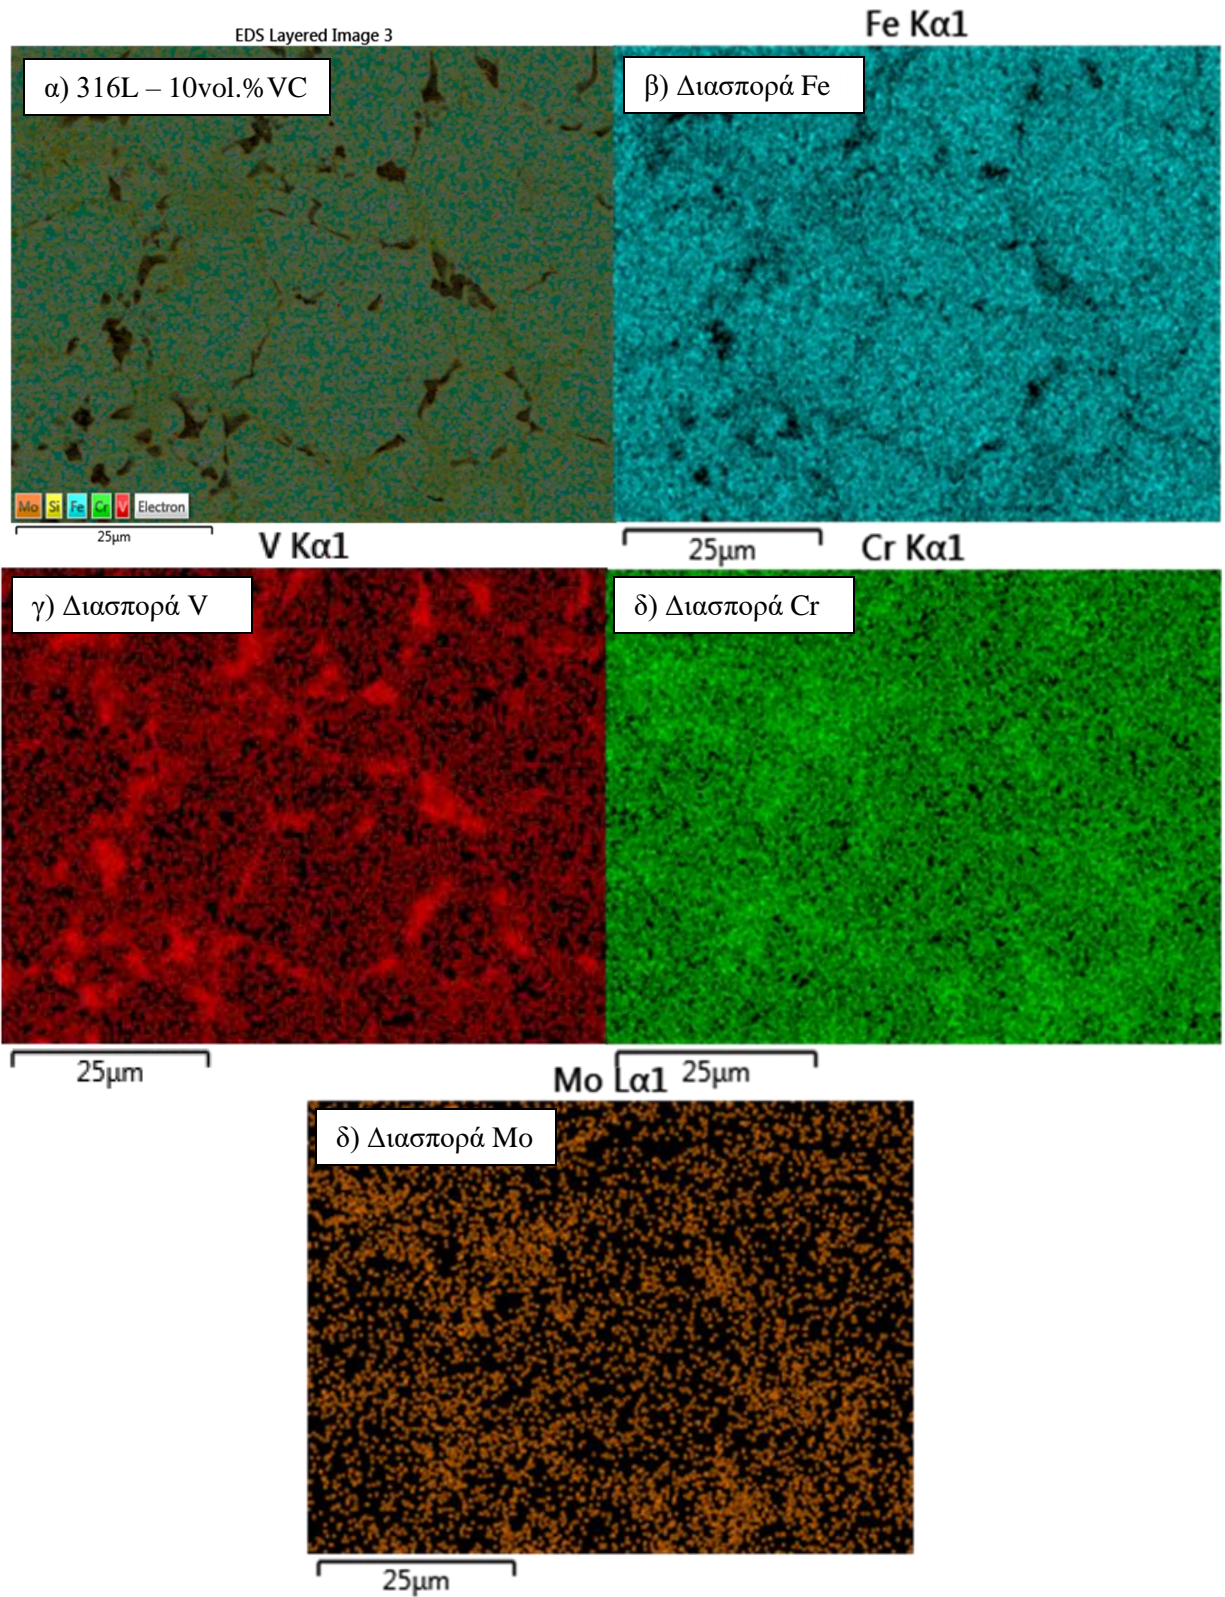 EDS Layered Image 3
Fe Kα1
α) 316L – 10vol.%VC
β) Διασπορά Fe
Mo Si Fe Cr V Electron
25μm
25μm
V Kα1
Cr Kα1
γ) Διασπορά V
δ) Διασπορά Cr
25μm
25μm
Mo Lα1
δ) Διασπορά Mo
25μm